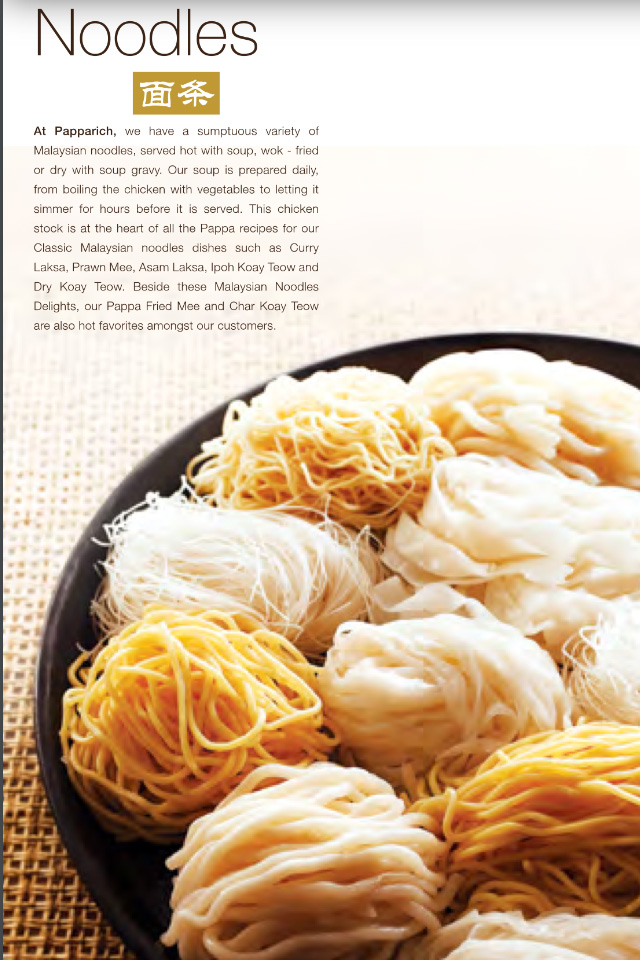 Noodles
面条
At Papparich, we have a sumptuous variety of
Malaysian noodles, served hot with soup, wok - fried
or dry with soup gravy. Our soup is prepared daily,
from boiling the chicken with vegetables to letting it
simmer for hours before it is served. This chicken
stock is at the heart of all the Pappa recipes for our
Classic Malaysian noodles dishes such as Curry
Laksa, Prawn Mee, Asam Laksa, Ipoh Koay Teow and
Dry Koay Teow. Beside these Malaysian Noodles
Delights, our Pappa Fried Mee and Char Koay Teow
are also hot favorites amongst our customers.